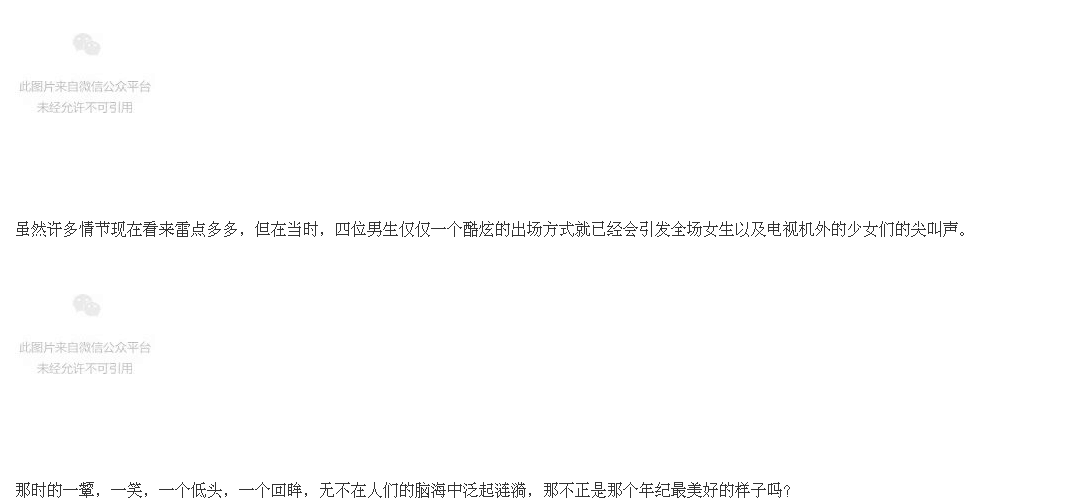 此图片来自微信公众平台
未经允许不可引用
虽然许多情节现在看来雷点多多，但在当时，四位男生仅仅一个酷炫的出场方式就已经会引发全场女生以及电视机外的少女们的尖叫声。
此图片来自微信公众平台
未经允许不可引用
那时的一颦，一笑，一个低头，一个回眸，无不在人们的脑海中泛起涟漪，那不正是那个年纪最美好的样子吗？